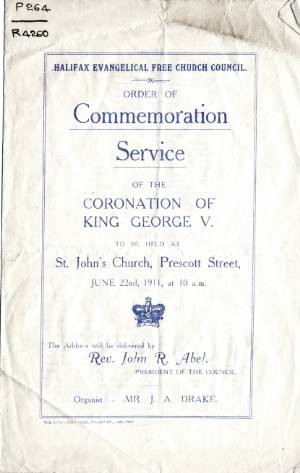 P264
R4260
HALIFAX EVANGELICAL FREE CHURCH COUNCIL.
ORDER OF
Commemoration
Service
OF THE
CORONATION OF
KING GEORGE V.
TO BE HELD AT
St. John's Church, Prescott Street,
JUNE 22nd, 1911, at 10 a.m.
The Address will be delivered by
Rev. John R. Abel.
PRESIDENT OF THE COUNCIL.
Organist - MR. J. A. DRAKE.